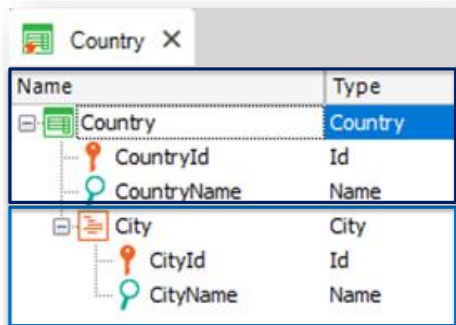 Country
Name Type
Country Country
CountryId Id
CountryName Name
City City
CityId Id
CityName Name